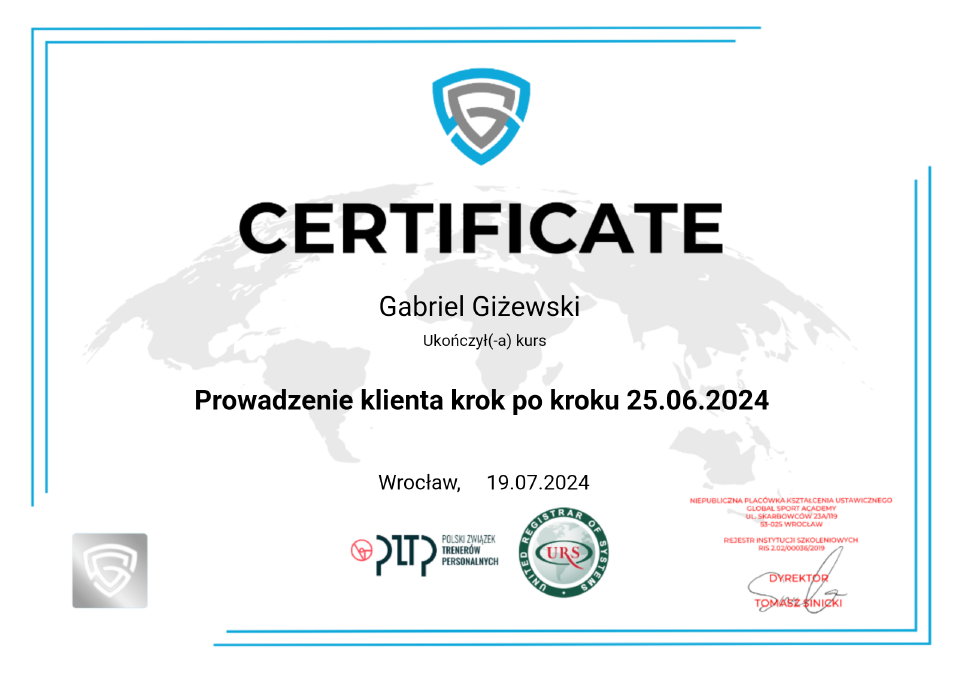 CERTIFICATE
Gabriel Giżewski
Ukończył(-a) kurs
Prowadzenie klienta krok po kroku 25.06.2024
Wrocław, 19.07.2024
PLTP
POLSKI ZWIĄZEK
TRENERÓW
PERSONALNYCH
UNITED REGISTRAR OF SYSTEMS
URS
NIEPUBLICZNA PLACÓWKA KSZTAŁCENIA USTAWICZNEGO
GLOBAL SPORT ACADEMY
UL. SKARBOWCÓW 23A/119
53-025 WROCŁAW
REJESTR INSTYTUCJI SZKOLENIOWYCH
RIS 2.02/00036/2019
DYREKTOR
TOMASZ SINICKI